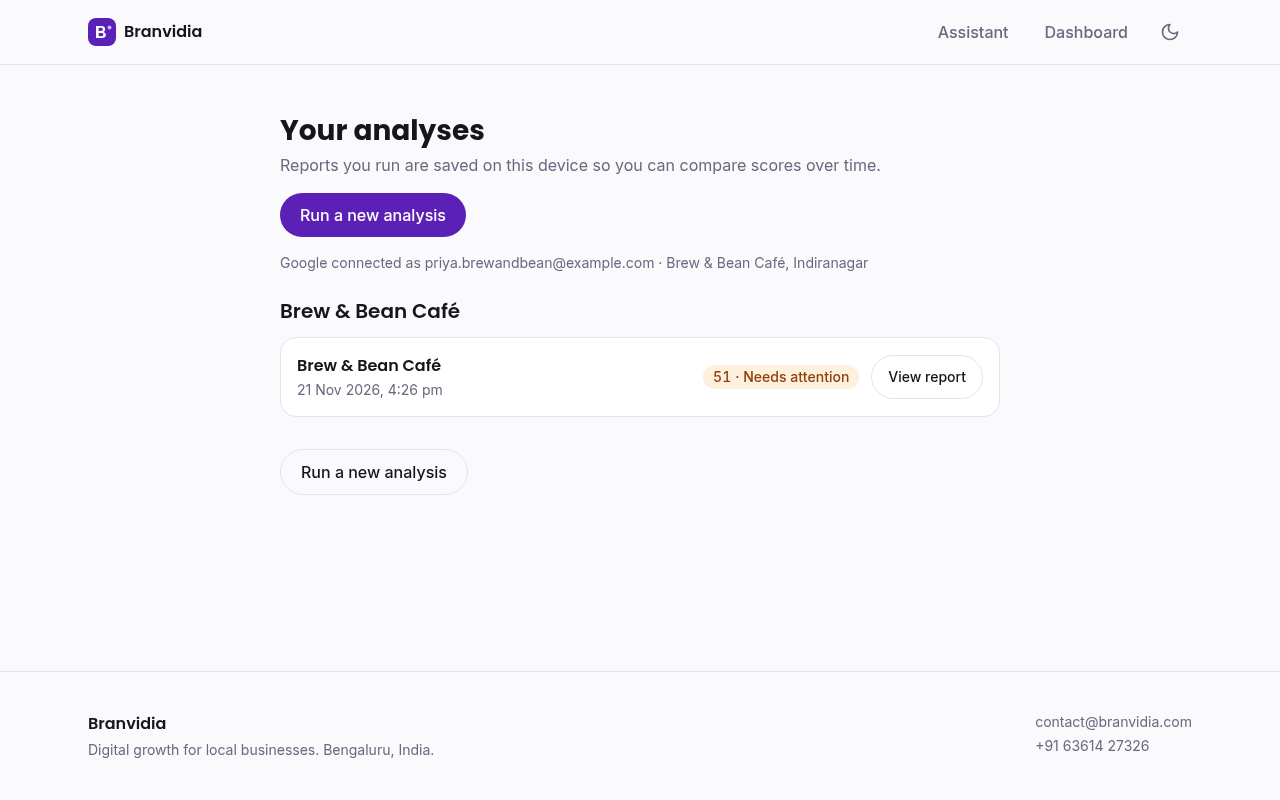 B
Branvidia
Assistant
Dashboard
Your analyses
Reports you run are saved on this device so you can compare scores over time.
Run a new analysis
Google connected as priya.brewandbean@example.com · Brew & Bean Café, Indiranagar
Brew & Bean Café
Brew & Bean Café
21 Nov 2026, 4:26 pm
51 · Needs attention
View report
Run a new analysis
Branvidia
Digital growth for local businesses. Bengaluru, India.
contact@branvidia.com
+91 63614 27326